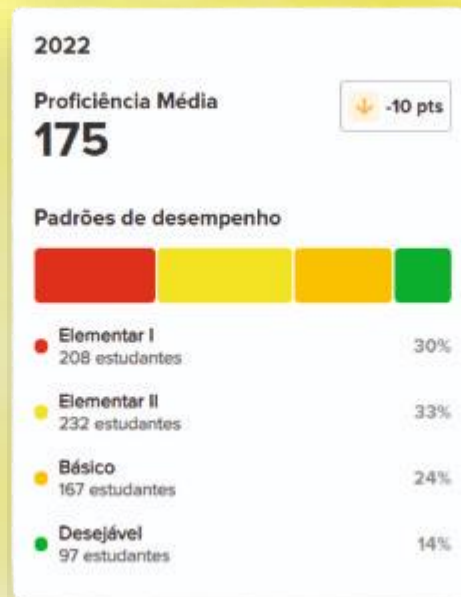 2022
Proficiência Média
-10 pts
175
Padrões de desempenho
Elementar I
208 estudantes
30%
Elementar II
232 estudantes
33%
Básico
167 estudantes
24%
Desejável
97 estudantes
14%